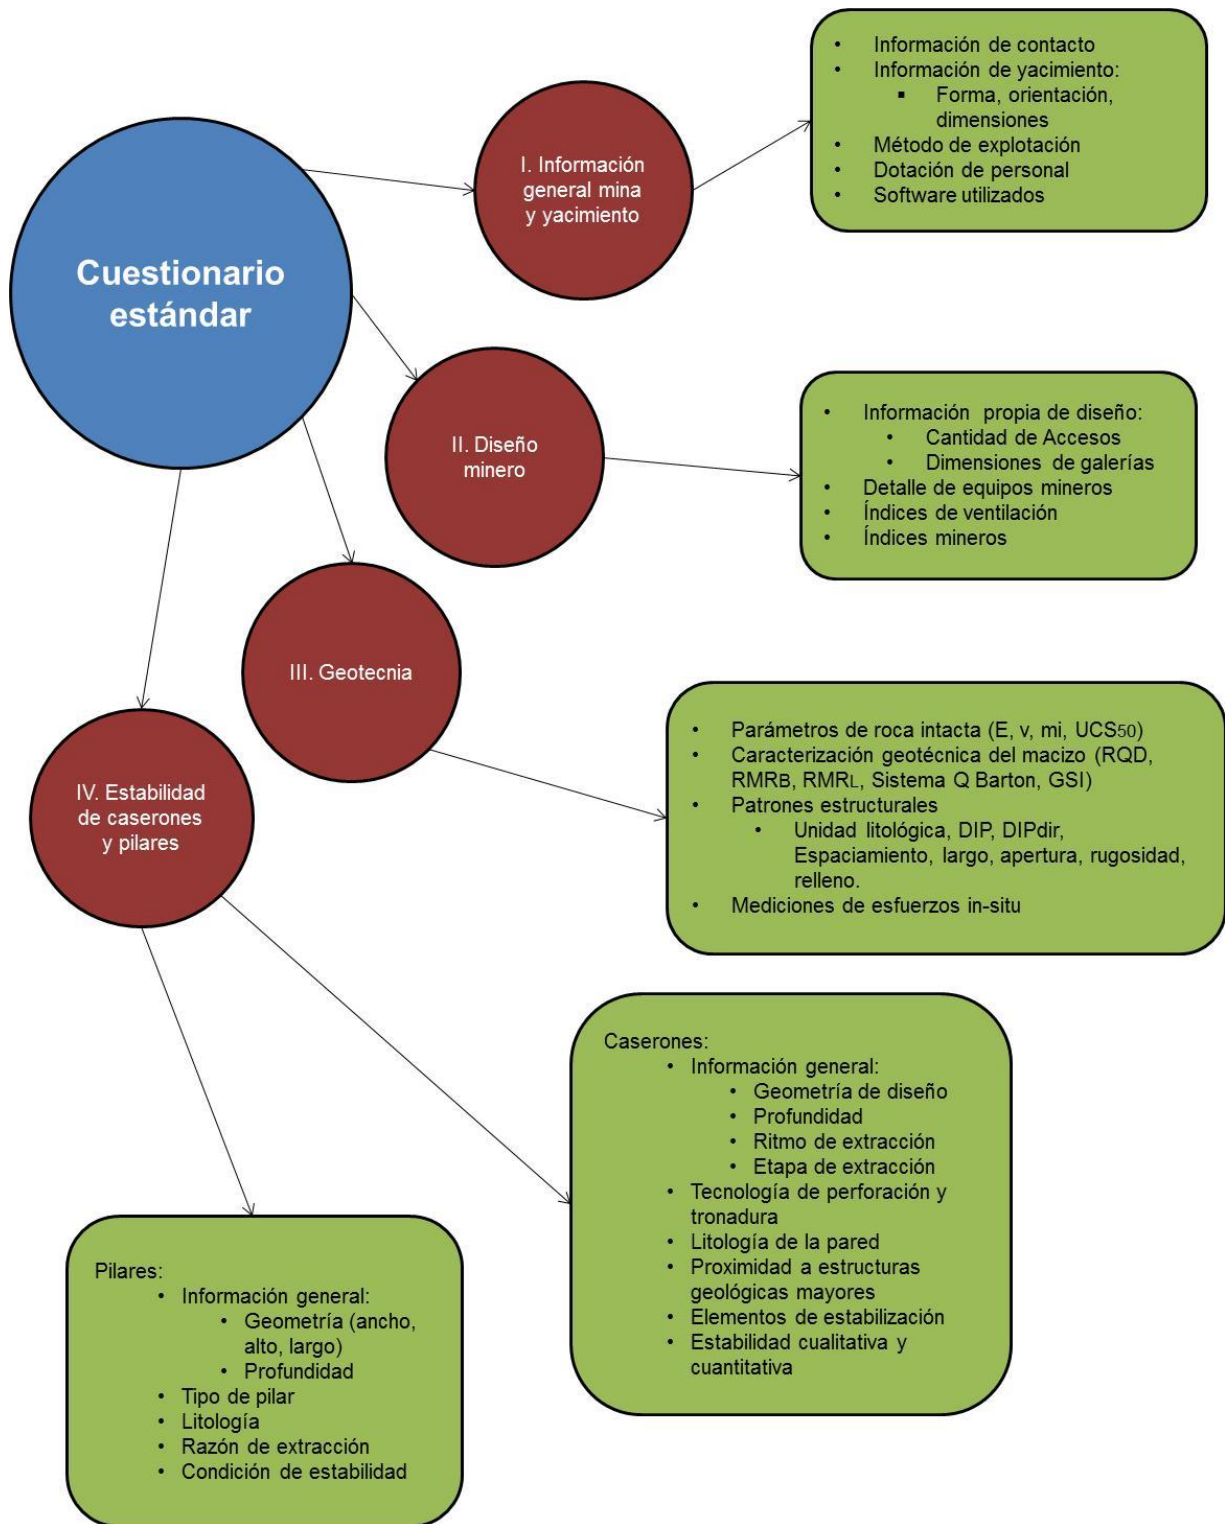 Cuestionario
estándar
I. Información
general mina
y yacimiento
• Información de contacto
• Información de yacimiento:
▪ Forma, orientación,
dimensiones
• Método de explotación
• Dotación de personal
• Software utilizados
II. Diseño
minero
• Información propia de diseño:
• Cantidad de Accesos
• Dimensiones de galerías
• Detalle de equipos mineros
• Índices de ventilación
• Índices mineros
III. Geotecnia
• Parámetros de roca intacta (E, v, mi, UCS50)
• Caracterización geotécnica del macizo (RQD,
RMRB, RMRL, Sistema Q Barton, GSI)
• Patrones estructurales
• Unidad litológica, DIP, DIPdir,
Espaciamiento, largo, apertura, rugosidad,
relleno.
• Mediciones de esfuerzos in-situ
IV. Estabilidad
de caserones
y pilares
Caserones:
• Información general:
• Geometría de diseño
• Profundidad
• Ritmo de extracción
• Etapa de extracción
• Tecnología de perforación y
tronadura
• Litología de la pared
• Proximidad a estructuras
geológicas mayores
• Elementos de estabilización
• Estabilidad cualitativa y
cuantitativa
Pilares:
• Información general:
• Geometría (ancho,
alto, largo)
• Profundidad
• Tipo de pilar
• Litología
• Razón de extracción
• Condición de estabilidad